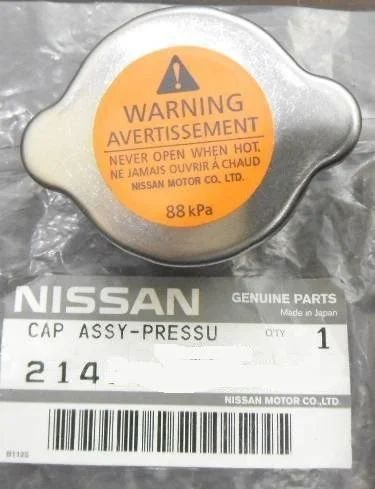 WARNING
AVERTISSEMENT
NEVER OPEN WHEN HOT.
NE JAMAIS OUVRIR À CHAUD
NISSAN MOTOR CO., LTD.
88 kPa
NISSAN GENUINE PARTS
Made in Japan
CAP ASSY-PRESSU Q'TY 1
214
NISSAN MOTOR CO.,LTD.